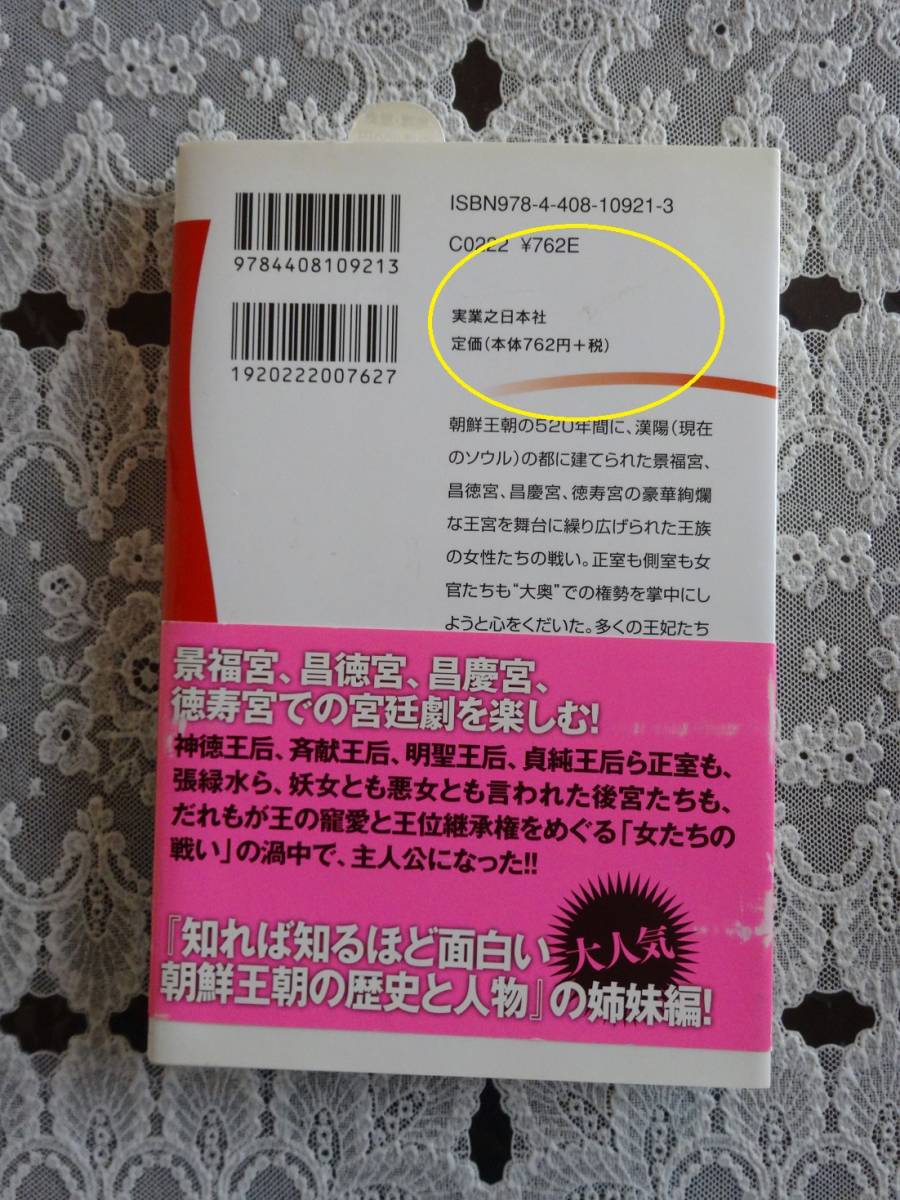 ISBN978-4-408-10921-3
C0222 ¥762E
9784408109213
実業之日本社
定価(本体762円+税)
1920222007627
朝鮮王朝の520年間に、漢陽(現在
のソウル)の都に建てられた景福宮、
昌徳宮、昌慶宮、徳寿宮の豪華絢爛
な王宮を舞台に繰り広げられた王族
の女性たちの戦い。正室も側室も女
官たちも“大奥”での権勢を掌中にし
ようと心をくだいた。多くの王妃たち
景福宮、昌徳宮、昌慶宮、
徳寿宮での宮廷劇を楽しむ!
神徳王后、斉献王后、明聖王后、貞純王后ら正室も、
張緑水ら、妖女とも悪女とも言われた後宮たちも、
だれもが王の寵愛と王位継承権をめぐる「女たちの
戦い」の渦中で、主人公になった!!
『知れば知るほど面白い
朝鮮王朝の歴史と人物』の姉妹編!
大人気